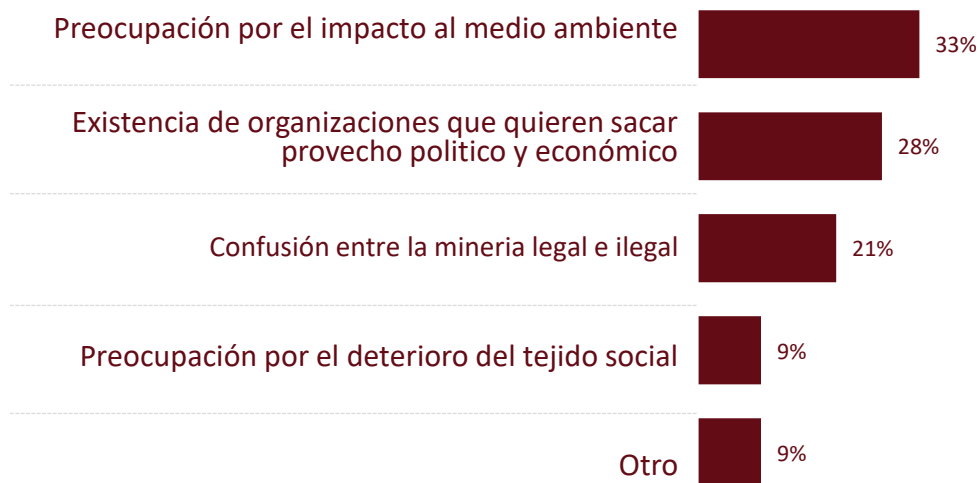 Preocupación por el impacto al medio ambiente
33%
Existencia de organizaciones que quieren sacar
provecho politico y económico
28%
Confusión entre la mineria legal e ilegal
21%
Preocupación por el deterioro del tejido social
9%
Otro
9%